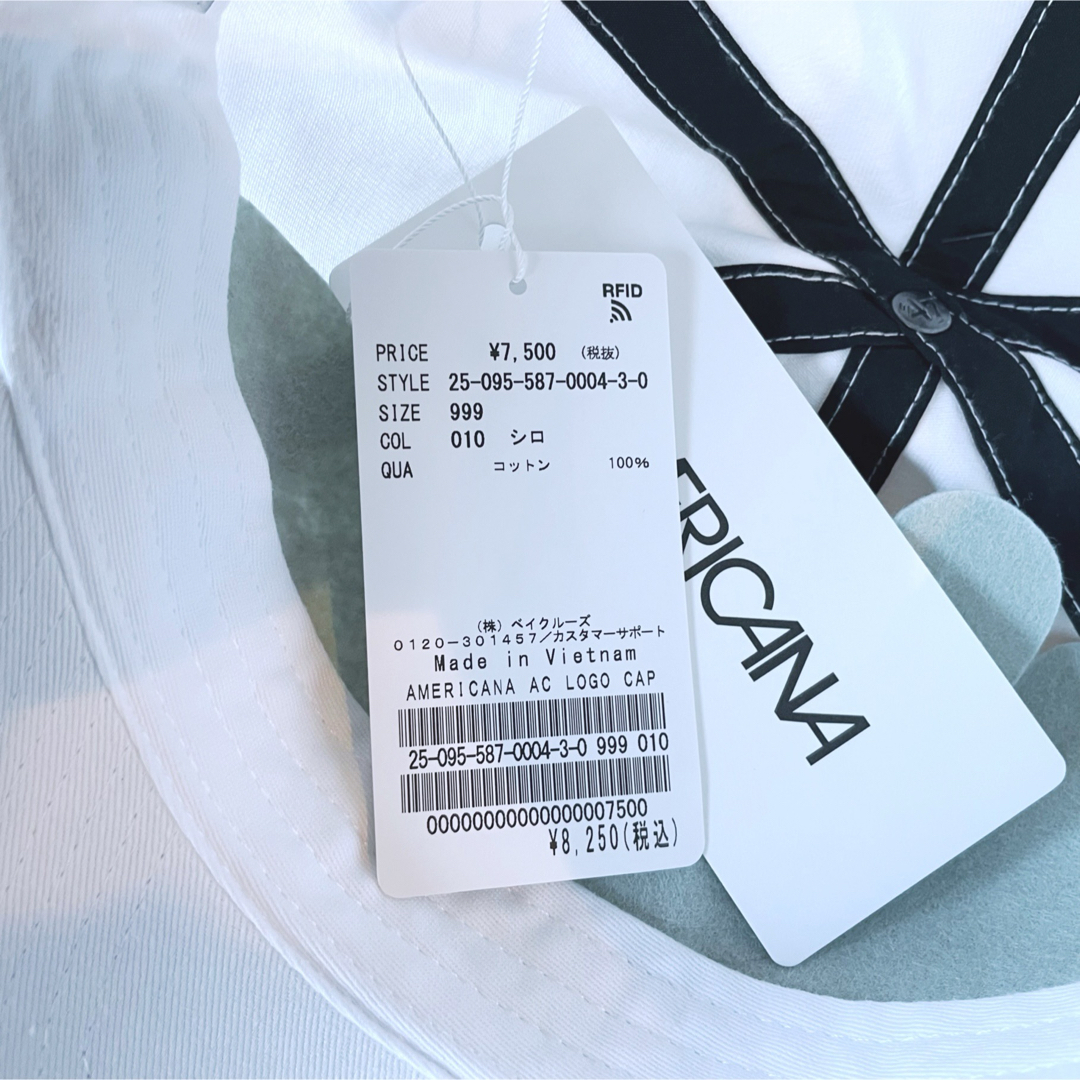 RFID
PRICE ¥7,500 (税抜)
STYLE 25-095-587-0004-3-0
SIZE 999
COL 010 シロ
QUA コットン 100%
(株) ベイクルーズ
0120-301457/カスタマーサポート
Made in Vietnam
AMERICANA AC LOGO CAP
25-095-587-0004-3-0 999 010
00000000000000007500
¥8,250(税込)
ERICANA